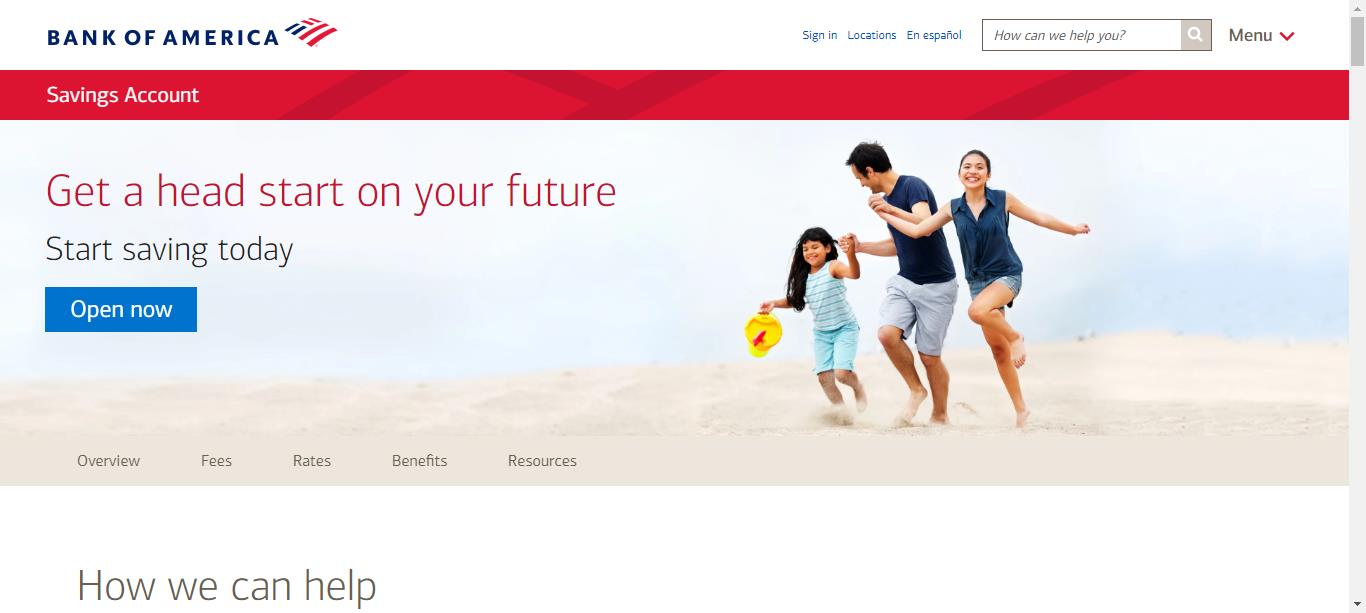 BANK OF AMERICA
Sign in Locations En español How can we help you? Menu
Savings Account
Get a head start on your future
Start saving today
Open now
Overview Fees Rates Benefits Resources
How we can help